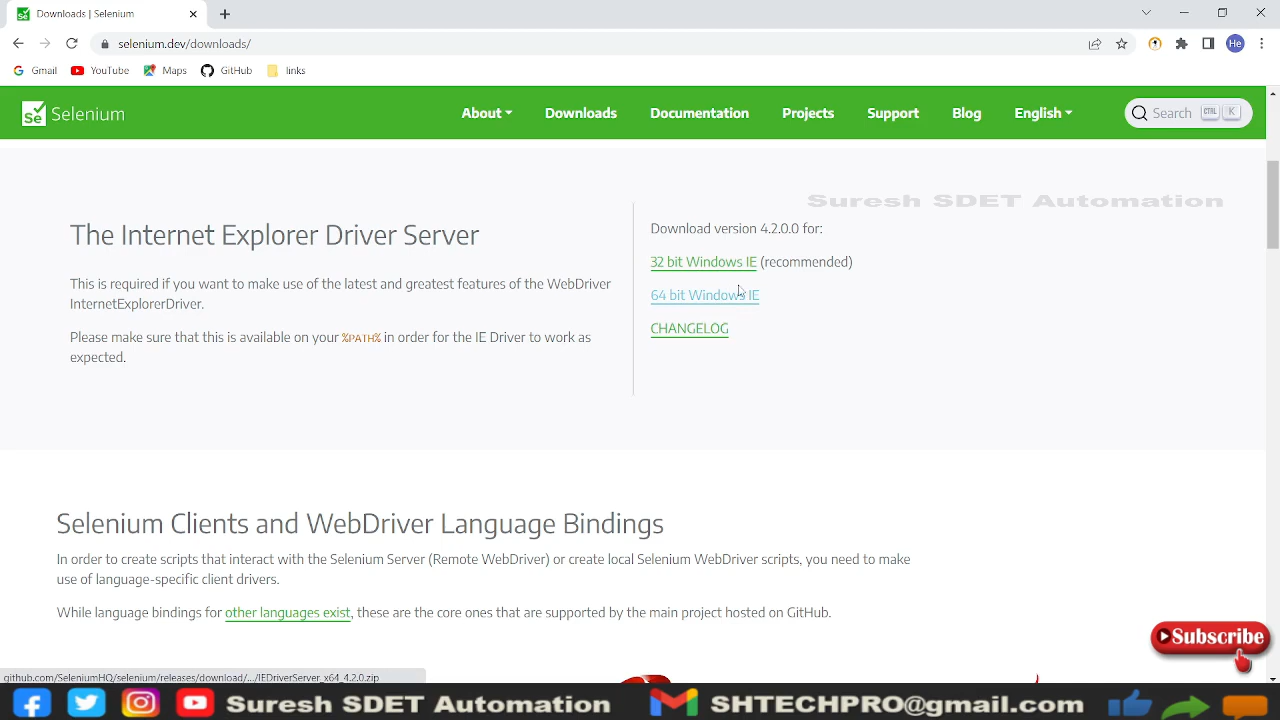 Downloads | Selenium
selenium.dev/downloads/
He
Gmail YouTube Maps GitHub links
Se Selenium About Downloads Documentation Projects Support Blog English Search CTRL K
Suresh SDET Automation
The Internet Explorer Driver Server
This is required if you want to make use of the latest and greatest features of the WebDriver
InternetExplorerDriver.
Please make sure that this is available on your %PATH% in order for the IE Driver to work as
expected.
Download version 4.2.0.0 for:
32 bit Windows IE (recommended)
64 bit Windows IE
CHANGELOG
Selenium Clients and WebDriver Language Bindings
In order to create scripts that interact with the Selenium Server (Remote WebDriver) or create local Selenium WebDriver scripts, you need to make
use of language-specific client drivers.
While language bindings for other languages exist, these are the core ones that are supported by the main project hosted on GitHub.
Subscribe
github.com/SeleniumHQ/selenium/releases/download/.../IEDriverServer_x64_4.2.0.zip
Suresh SDET Automation SHTECHPRO@gmail.com